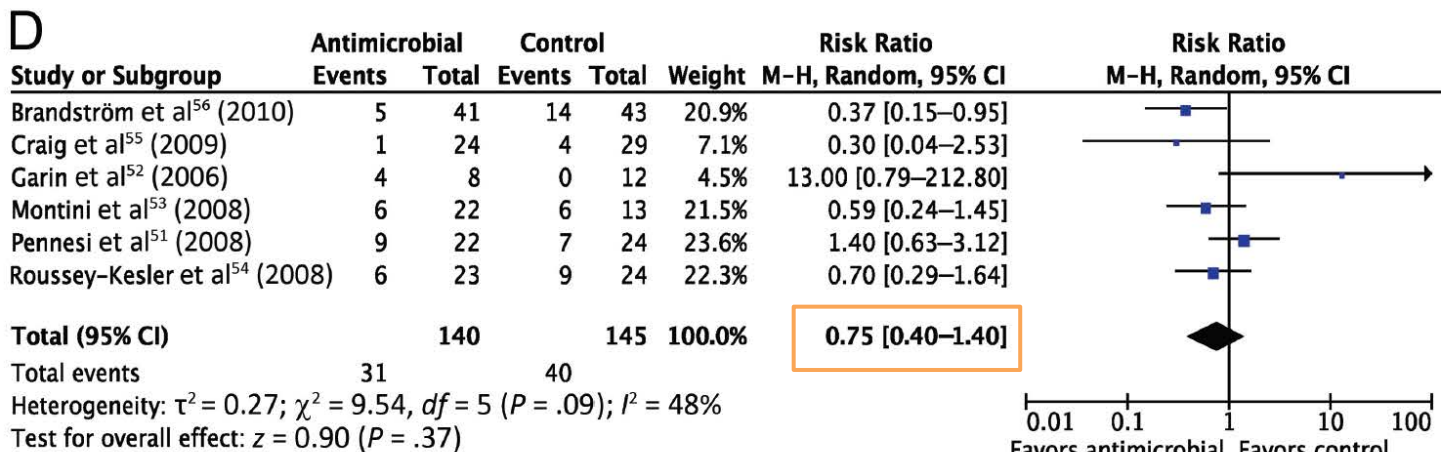 D
Antimicrobial Control Risk Ratio Risk Ratio
Study or Subgroup Events Total Events Total Weight M–H, Random, 95% CI M–H, Random, 95% CI
Brandström et al56 (2010) 5 41 14 43 20.9% 0.37 [0.15–0.95]
Craig et al55 (2009) 1 24 4 29 7.1% 0.30 [0.04–2.53]
Garin et al52 (2006) 4 8 0 12 4.5% 13.00 [0.79–212.80]
Montini et al53 (2008) 6 22 6 13 21.5% 0.59 [0.24–1.45]
Pennesi et al51 (2008) 9 22 7 24 23.6% 1.40 [0.63–3.12]
Roussey–Kesler et al54 (2008) 6 23 9 24 22.3% 0.70 [0.29–1.64]
Total (95% CI) 140 145 100.0% 0.75 [0.40–1.40]
Total events 31 40
Heterogeneity: τ2 = 0.27; χ2 = 9.54, df = 5 (P = .09); I2 = 48%
Test for overall effect: z = 0.90 (P = .37)
0.01 0.1 1 10 100
Favors antimicrobial Favors control